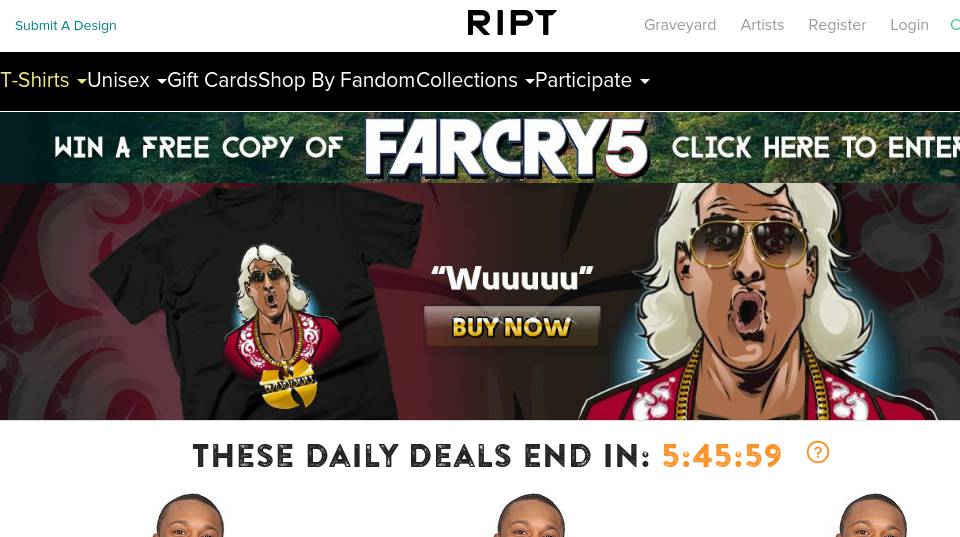 Submit A Design
RIPT
Graveyard Artists Register Login
T-Shirts Unisex Gift Cards Shop By Fandom Collections Participate
WIN A FREE COPY OF FARCRY5 CLICK HERE TO ENTER
"Wuuuuu"
BUY NOW
THESE DAILY DEALS END IN: 5:45:59 ?